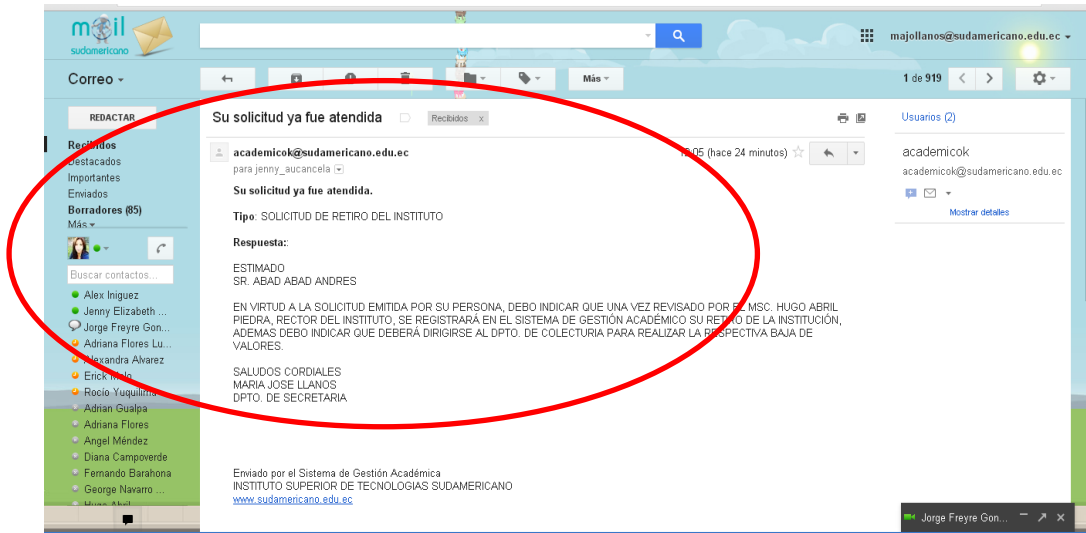 mail
sudamericano
majollanos@sudamericano.edu.ec
Correo
Más
1 de 919
REDACTAR
Recibidos
Destacados
Importantes
Enviados
Borradores (85)
Más
Buscar contactos...
Alex Iniguez
Jenny Elizabeth ...
Jorge Freyre Gon...
Adriana Flores Lu...
Alexandra Alvarez
Erick Malo
Rocío Yuquilima
Adrian Gualpa
Adriana Flores
Angel Méndez
Diana Campoverde
Fernando Barahona
George Navarro ...
Hugo Abril
Su solicitud ya fue atendida
Recibidos x
academicok@sudamericano.edu.ec
(hace 24 minutos)
para jenny_aucancela
Su solicitud ya fue atendida.
Tipo: SOLICITUD DE RETIRO DEL INSTITUTO
Respuesta::
ESTIMADO
SR. ABAD ABAD ANDRES
EN VIRTUD A LA SOLICITUD EMITIDA POR SU PERSONA, DEBO INDICAR QUE UNA VEZ REVISADO POR EL MSC. HUGO ABRIL
PIEDRA, RECTOR DEL INSTITUTO, SE REGISTRARÁ EN EL SISTEMA DE GESTIÓN ACADÉMICO SU RETIRO DE LA INSTITUCIÓN,
ADEMAS DEBO INDICAR QUE DEBERÁ DIRIGIRSE AL DPTO. DE COLECTURIA PARA REALIZAR LA RESPECTIVA BAJA DE
VALORES.
SALUDOS CORDIALES
MARIA JOSE LLANOS
DPTO. DE SECRETARIA
Enviado por el Sistema de Gestión Académica
INSTITUTO SUPERIOR DE TECNOLOGIAS SUDAMERICANO
www.sudamericano.edu.ec
Usuarios (2)
academicok
academicok@sudamericano.edu.ec
Mostrar detalles
Jorge Freyre Gon...